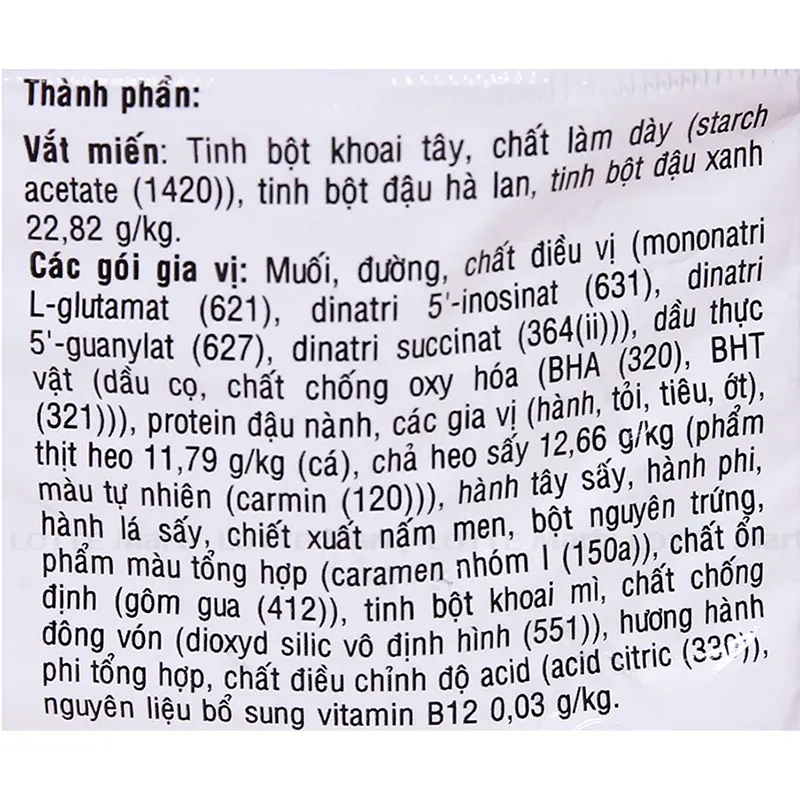 Thành phần:
Vắt miến: Tinh bột khoai tây, chất làm dày (starch
acetate (1420)), tinh bột đậu hà lan, tinh bột đậu xanh
22,82 g/kg.
Các gói gia vị: Muối, đường, chất điều vị (mononatri
L-glutamat (621), dinatri 5'-inosinat (631), dinatri
5'-guanylat (627), dinatri succinat (364(ii))), dầu thực
vật (dầu cọ, chất chống oxy hóa (BHA (320), BHT
(321))), protein đậu nành, các gia vị (hành, tỏi, tiêu, ớt),
thịt heo 11,79 g/kg (cá), chả heo sấy 12,66 g/kg (phẩm
màu tự nhiên (carmin (120))), hành tây sấy, hành phi,
hành lá sấy, chiết xuất nấm men, bột nguyên trứng,
phẩm màu tổng hợp (caramen nhóm I (150a)), chất ổn
định (gôm gua (412)), tinh bột khoai mì, chất chống
đông vón (dioxyd silic vô định hình (551)), hương hành
phi tổng hợp, chất điều chỉnh độ acid (acid citric (330)),
nguyên liệu bổ sung vitamin B12 0,03 g/kg.